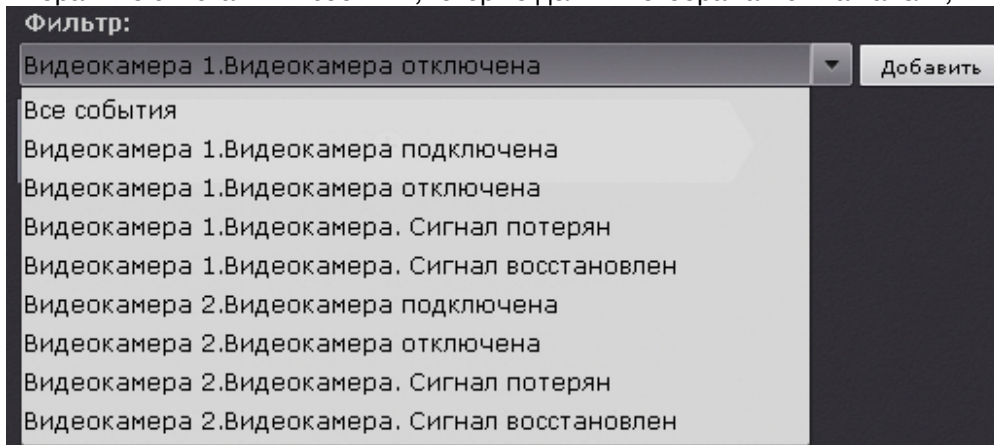 Фильтр:
Видеокамера 1.Видеокамера отключена
Добавить
Все события
Видеокамера 1.Видеокамера подключена
Видеокамера 1.Видеокамера отключена
Видеокамера 1.Видеокамера. Сигнал потерян
Видеокамера 1.Видеокамера. Сигнал восстановлен
Видеокамера 2.Видеокамера подключена
Видеокамера 2.Видеокамера отключена
Видеокамера 2.Видеокамера. Сигнал потерян
Видеокамера 2.Видеокамера. Сигнал восстановлен